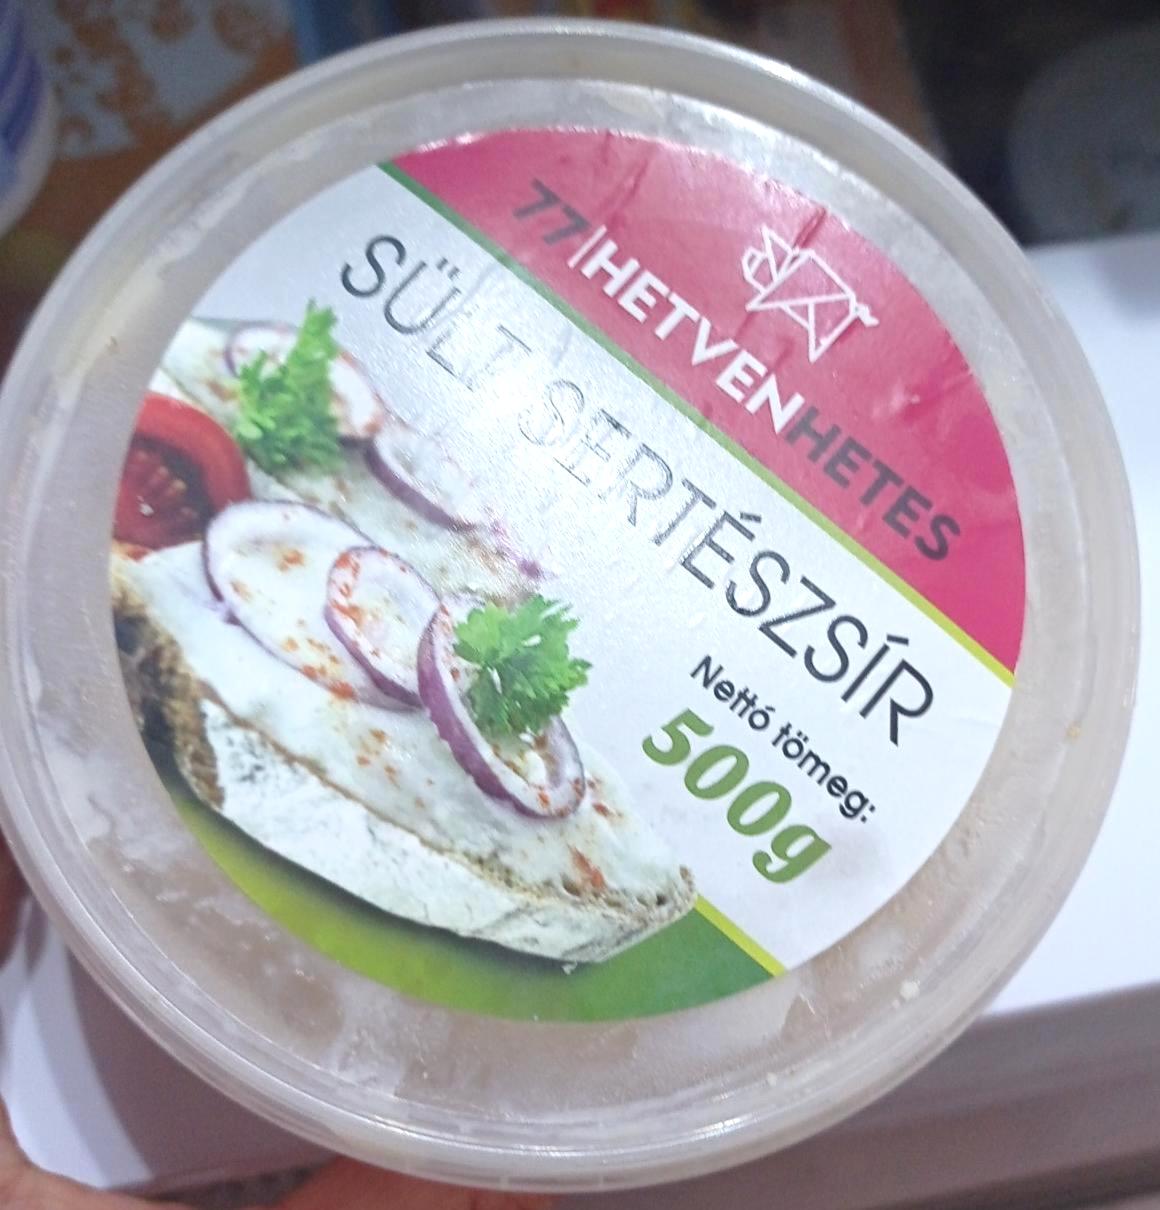 77|HETVENHETES
SÜLT SERTÉSZSÍR
Nettó tömeg:
500g